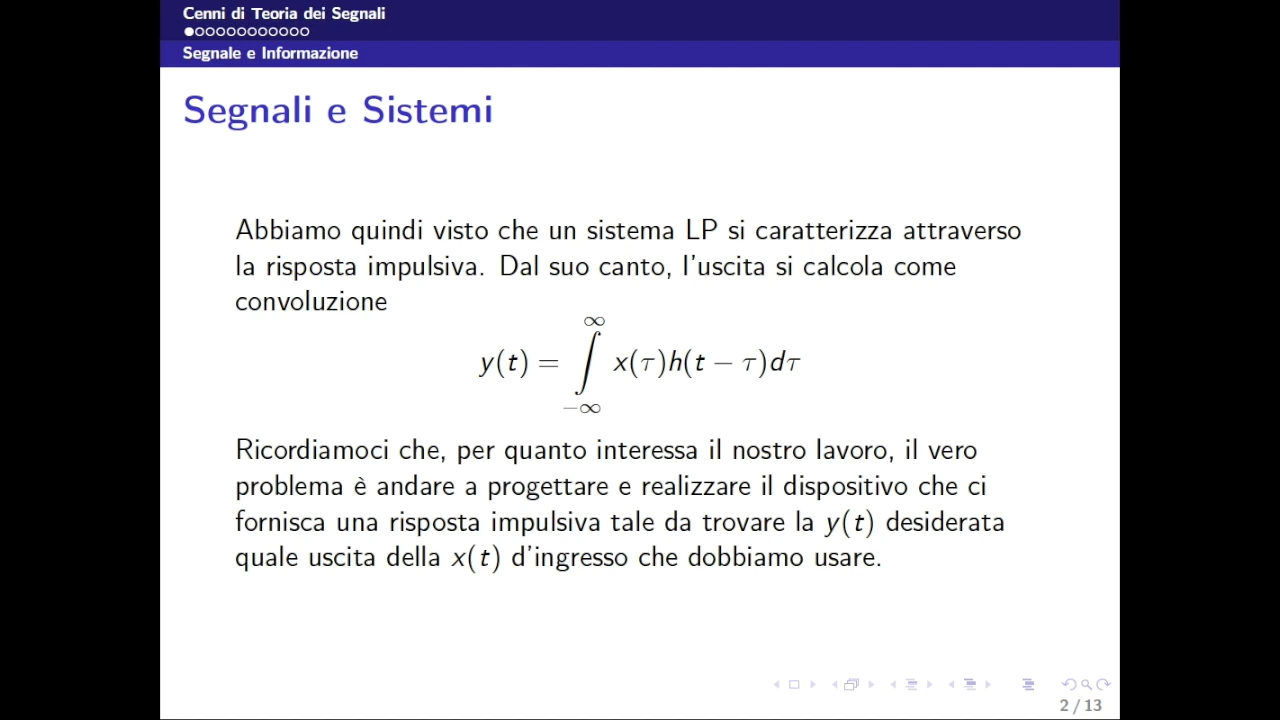 Cenni di Teoria dei Segnali
Segnale e Informazione
Segnali e Sistemi
Abbiamo quindi visto che un sistema LP si caratterizza attraverso
la risposta impulsiva. Dal suo canto, l'uscita si calcola come
convoluzione
y(t) = ∫_{-∞}^{∞} x(τ)h(t − τ)dτ
Ricordiamoci che, per quanto interessa il nostro lavoro, il vero
problema è andare a progettare e realizzare il dispositivo che ci
fornisca una risposta impulsiva tale da trovare la y(t) desiderata
quale uscita della x(t) d'ingresso che dobbiamo usare.
2 / 13